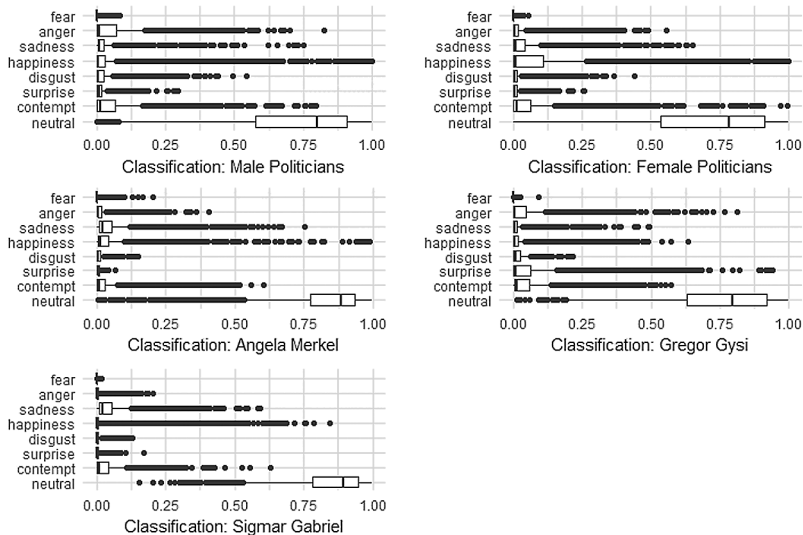 fear
anger
sadness
happiness
disgust
surprise
contempt
neutral
0.00 0.25 0.50 0.75 1.00
Classification: Male Politicians
fear
anger
sadness
happiness
disgust
surprise
contempt
neutral
0.00 0.25 0.50 0.75 1.00
Classification: Female Politicians
fear
anger
sadness
happiness
disgust
surprise
contempt
neutral
0.00 0.25 0.50 0.75 1.00
Classification: Angela Merkel
fear
anger
sadness
happiness
disgust
surprise
contempt
neutral
0.00 0.25 0.50 0.75 1.00
Classification: Gregor Gysi
fear
anger
sadness
happiness
disgust
surprise
contempt
neutral
0.00 0.25 0.50 0.75 1.00
Classification: Sigmar Gabriel